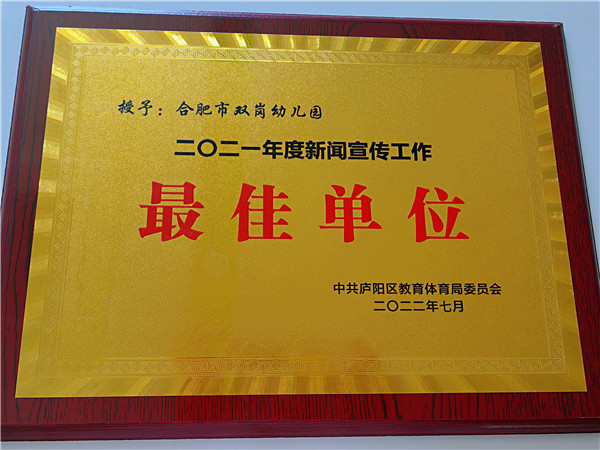 授予：合肥市双岗幼儿园
二〇二一年度新闻宣传工作
最佳单位
中共庐阳区教育体育局委员会
二〇二二年七月